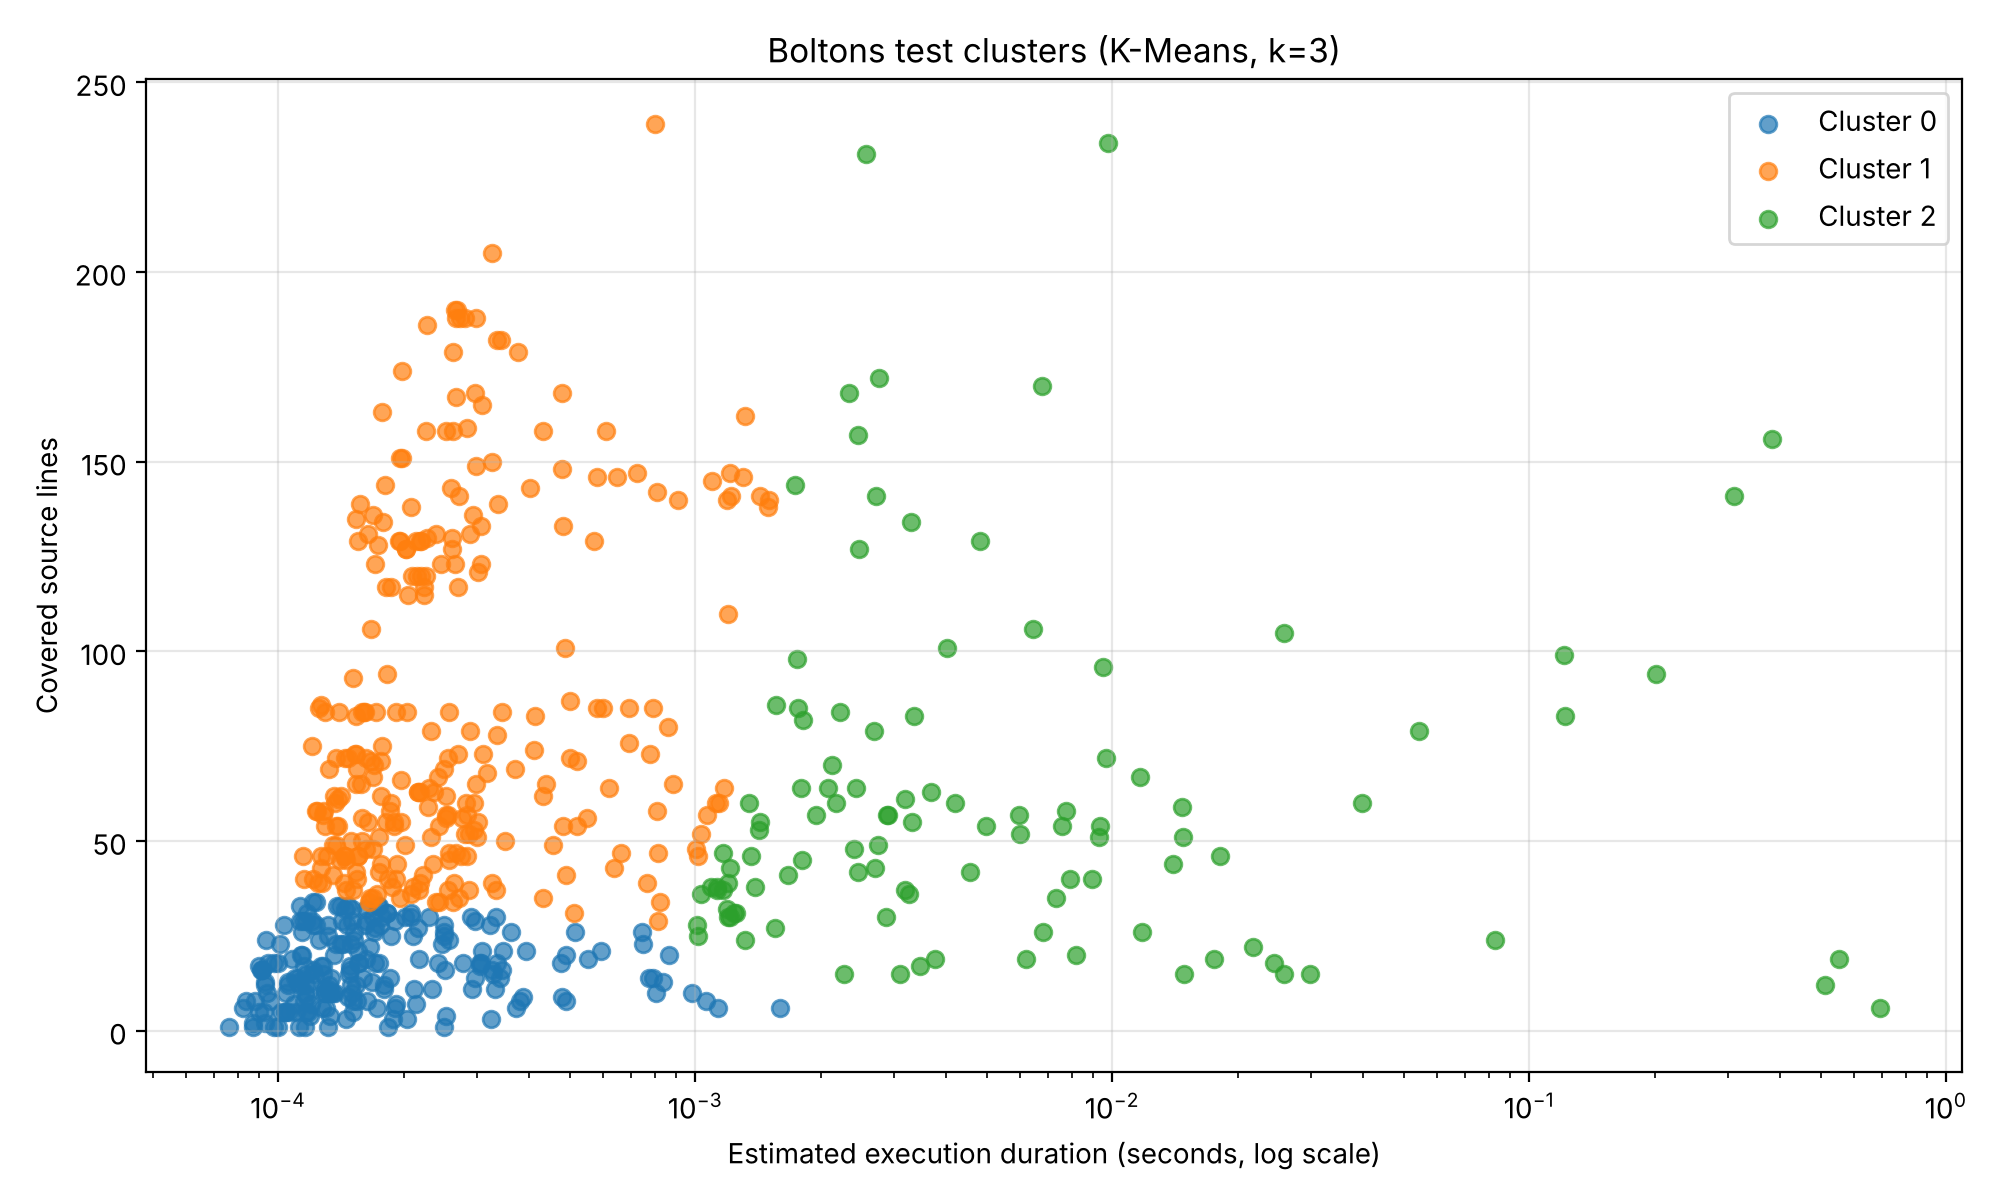 Boltons test clusters (K-Means, k=3)
250
200
150
100
50
0
Covered source lines
Cluster 0
Cluster 1
Cluster 2
10⁻⁴
10⁻³
10⁻²
10⁻¹
10⁰
Estimated execution duration (seconds, log scale)